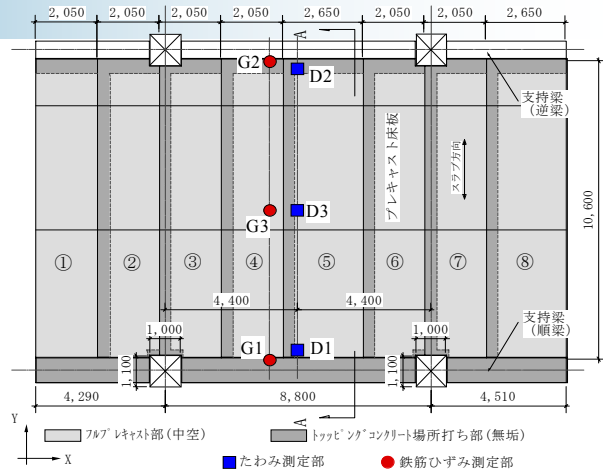 2,050 2,050 2,050 2,050 2,650 2,050 2,050 2,650
A
G2
D2
支持梁
(逆梁)
プレキャスト床板
スラブ方向
10,600
D3
G3
① ② ③ ④ ⑤ ⑥ ⑦ ⑧
4,400 4,400
支持梁
(順梁)
1,000 1,000
G1 D1
1,100 1,100
4,290 8,800 4,510
A
Y
X
フルプレキャスト部(中空)
トッピングコンクリート場所打ち部(無垢)
たわみ測定部
鉄筋ひずみ測定部